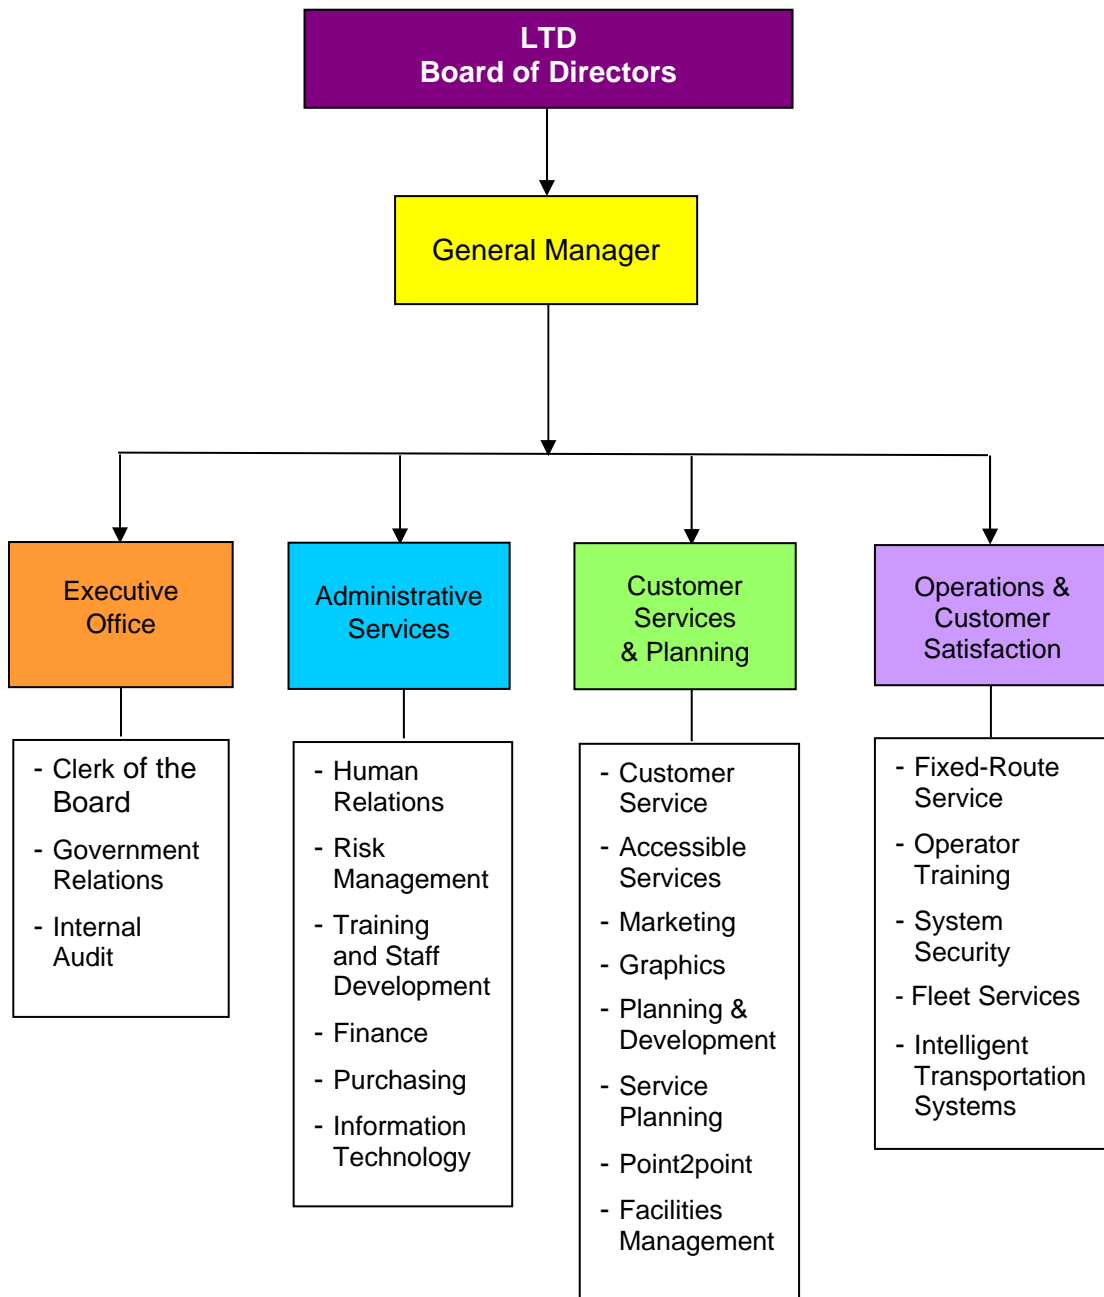 LTD
Board of Directors
General Manager
Executive
Office
Administrative
Services
Customer
Services
& Planning
Operations &
Customer
Satisfaction
- Clerk of the
Board
- Government
Relations
- Internal
Audit
- Human
Relations
- Risk
Management
- Training
and Staff
Development
- Finance
- Purchasing
- Information
Technology
- Customer
Service
- Accessible
Services
- Marketing
- Graphics
- Planning &
Development
- Service
Planning
- Point2point
- Facilities
Management
- Fixed-Route
Service
- Operator
Training
- System
Security
- Fleet Services
- Intelligent
Transportation
Systems